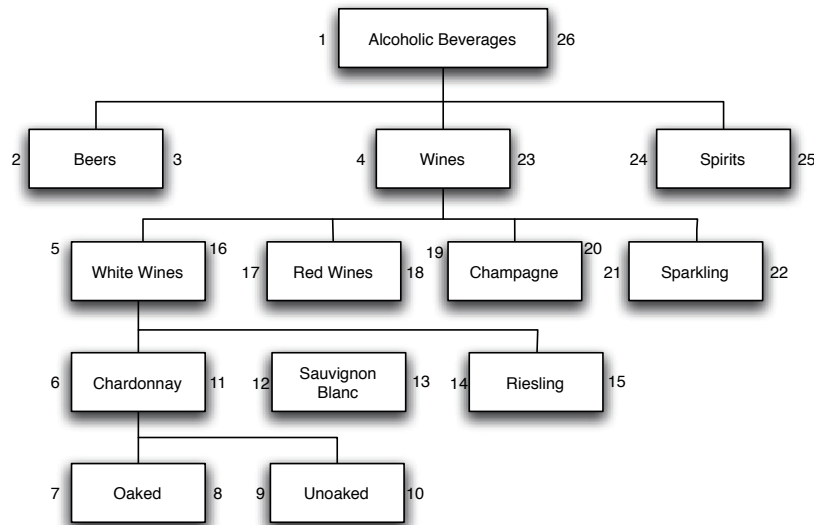 1 Alcoholic Beverages 26
2 Beers 3 4 Wines 23 24 Spirits 25
5 White Wines 16 17 Red Wines 18 19 Champagne 20 21 Sparkling 22
6 Chardonnay 11 12 Sauvignon Blanc 13 14 Riesling 15
7 Oaked 8 9 Unoaked 10